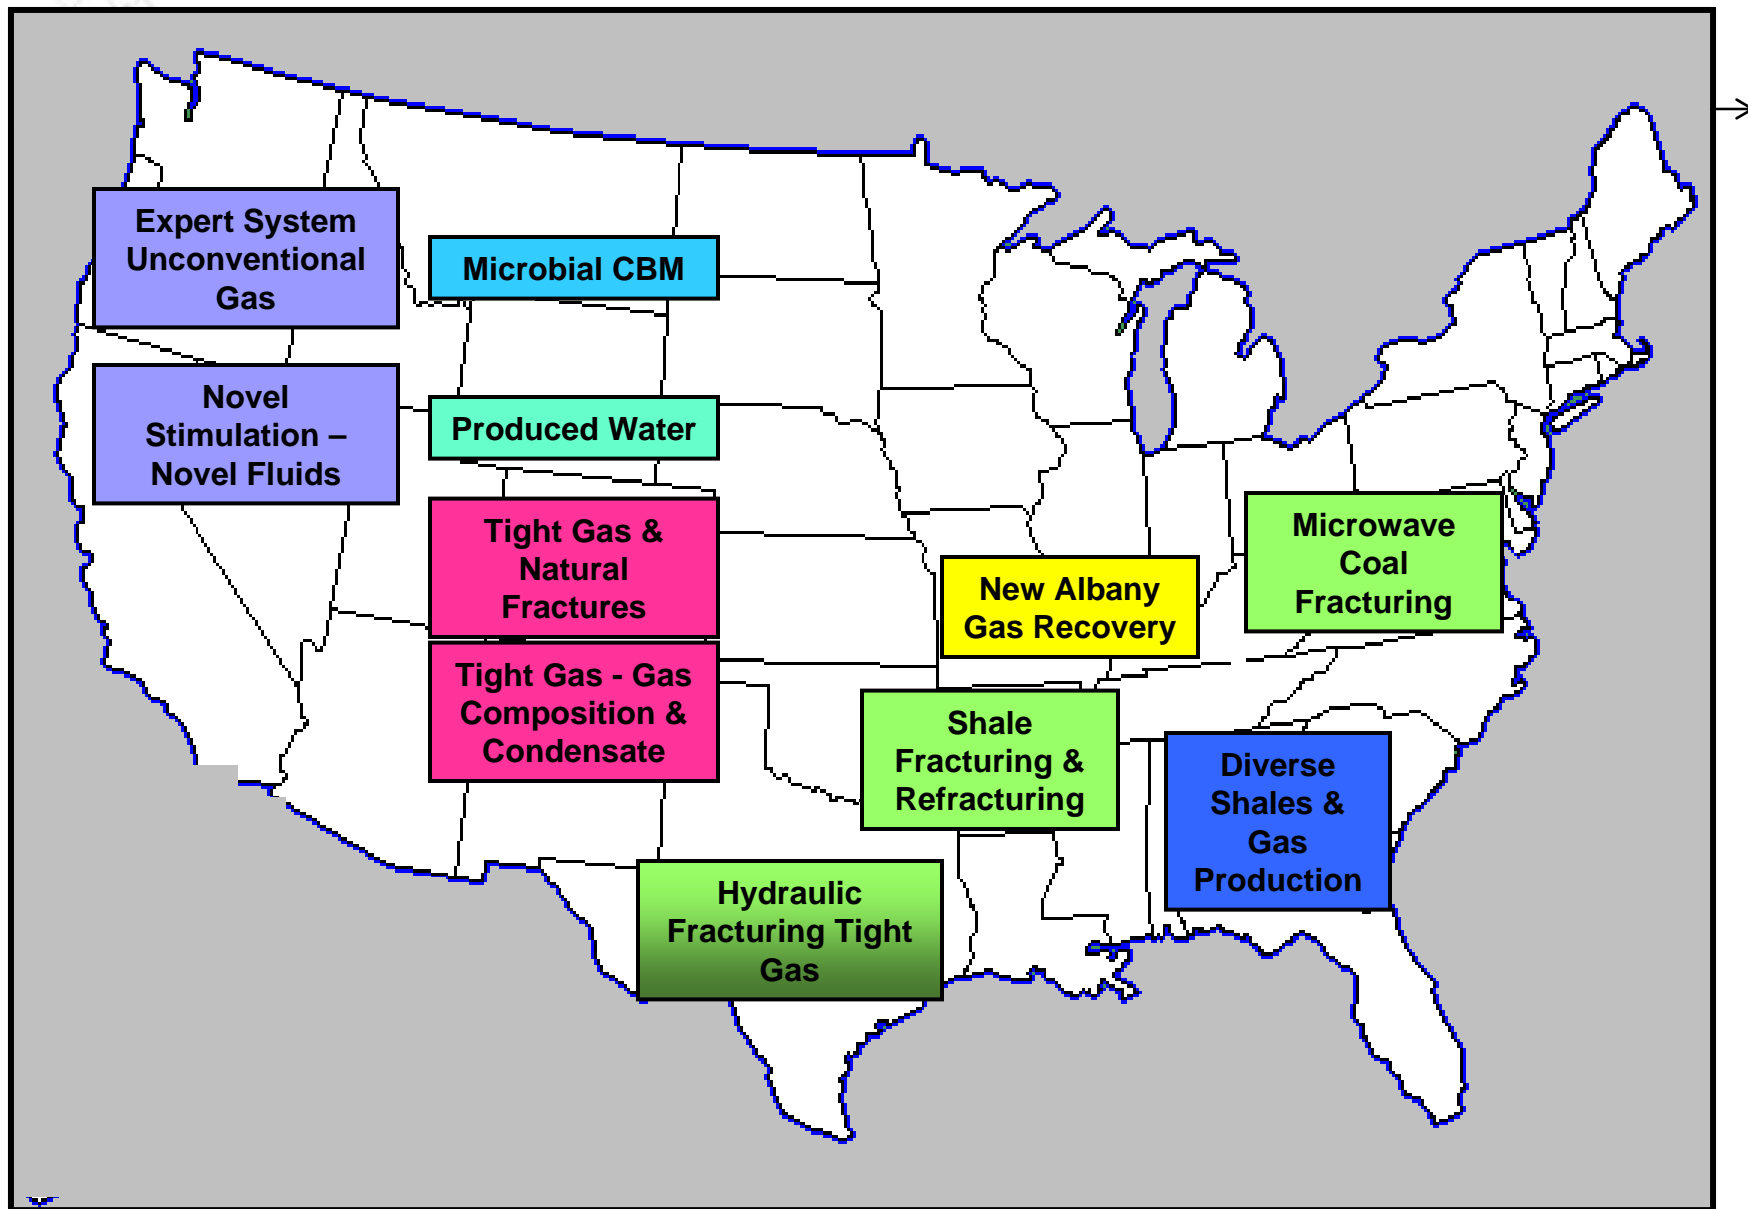 Expert System
Unconventional
Gas
Microbial CBM
Novel
Stimulation –
Novel Fluids
Produced Water
Tight Gas &
Natural
Fractures
Microwave
Coal
Fracturing
New Albany
Gas Recovery
Tight Gas - Gas
Composition &
Condensate
Shale
Fracturing &
Refracturing
Diverse
Shales &
Gas
Production
Hydraulic
Fracturing Tight
Gas